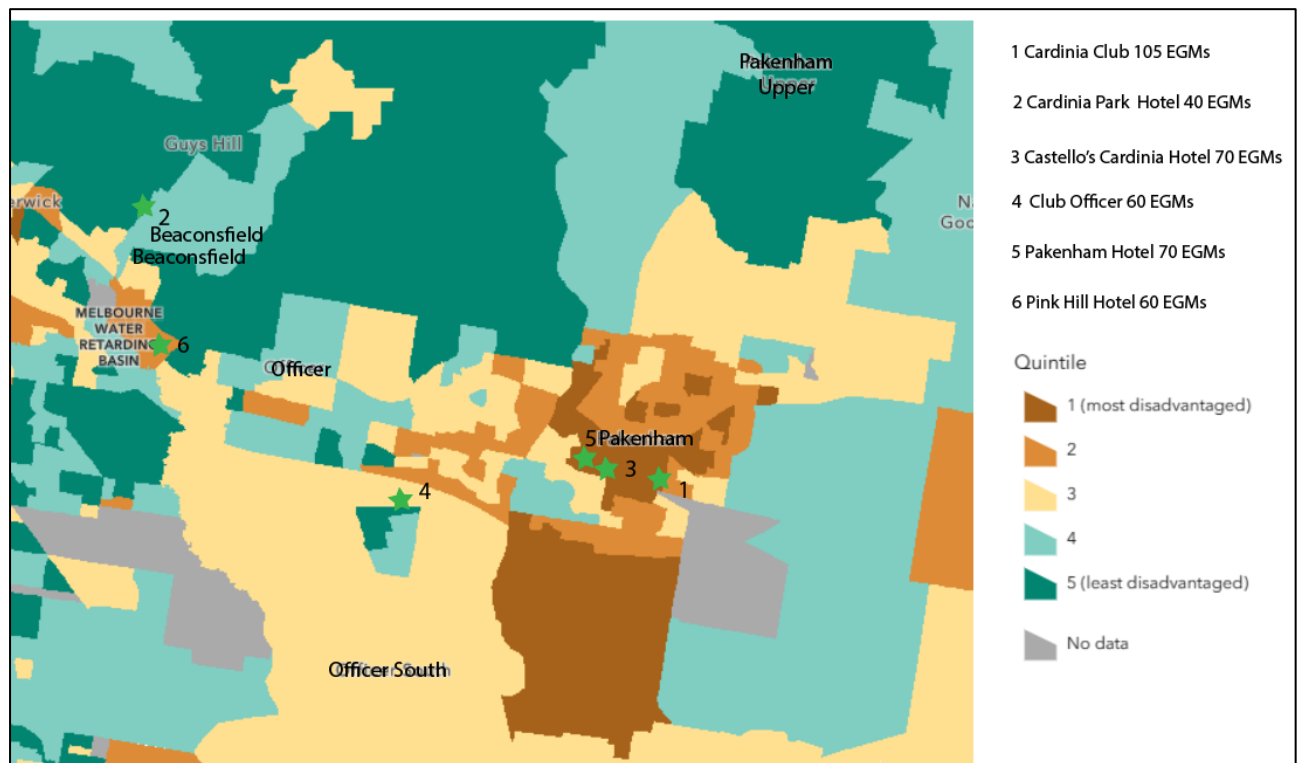 Pakenham
Upper
Guys Hill
erwick
2
Beaconsfield
Beaconsfield
MELBOURNE
WATER
RETARDING
BASIN
6
Officer
5 Pakenham
3
1
4
Officer South
1 Cardinia Club 105 EGMs
2 Cardinia Park Hotel 40 EGMs
3 Castello's Cardinia Hotel 70 EGMs
4 Club Officer 60 EGMs
5 Pakenham Hotel 70 EGMs
6 Pink Hill Hotel 60 EGMs
Quintile
1 (most disadvantaged)
2
3
4
5 (least disadvantaged)
No data